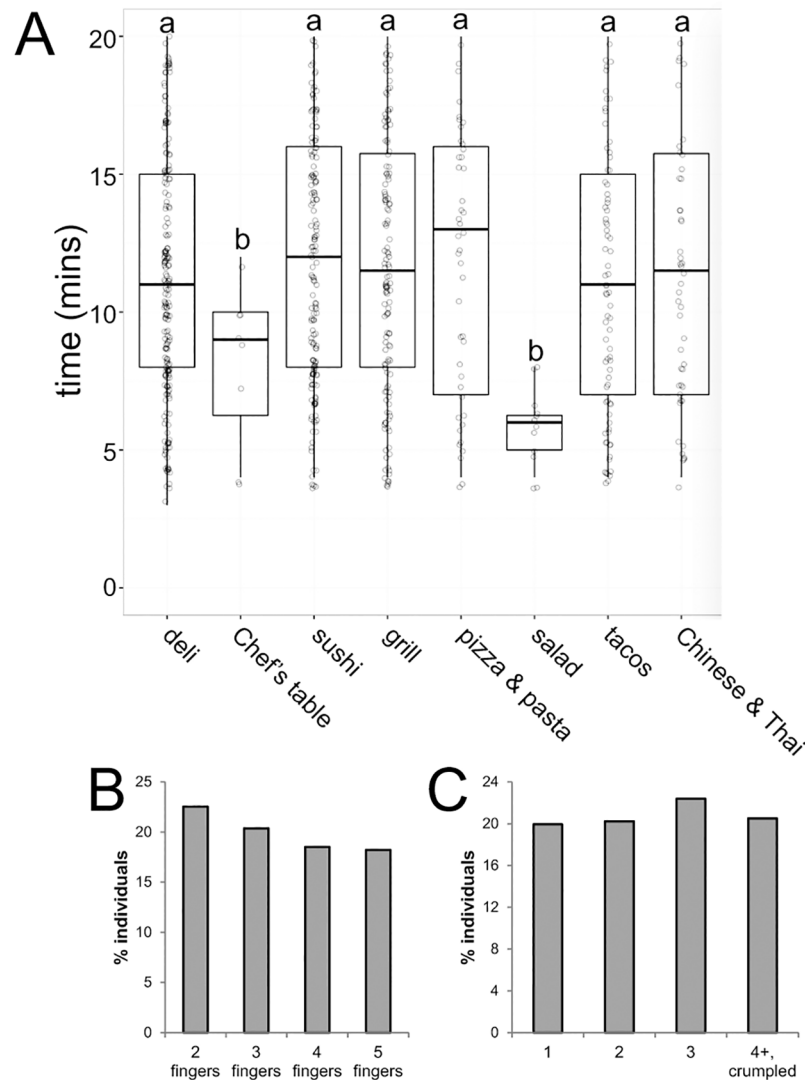 A
a a a a a a
b
b
20
15
10
5
0
time (mins)
deli
Chef's table
sushi
grill
pizza & pasta
salad
tacos
Chinese & Thai
B
25
20
15
10
5
0
% individuals
2 3 4 5
fingers fingers fingers fingers
C
24
20
16
12
8
4
0
% individuals
1 2 3 4+,
crumpled